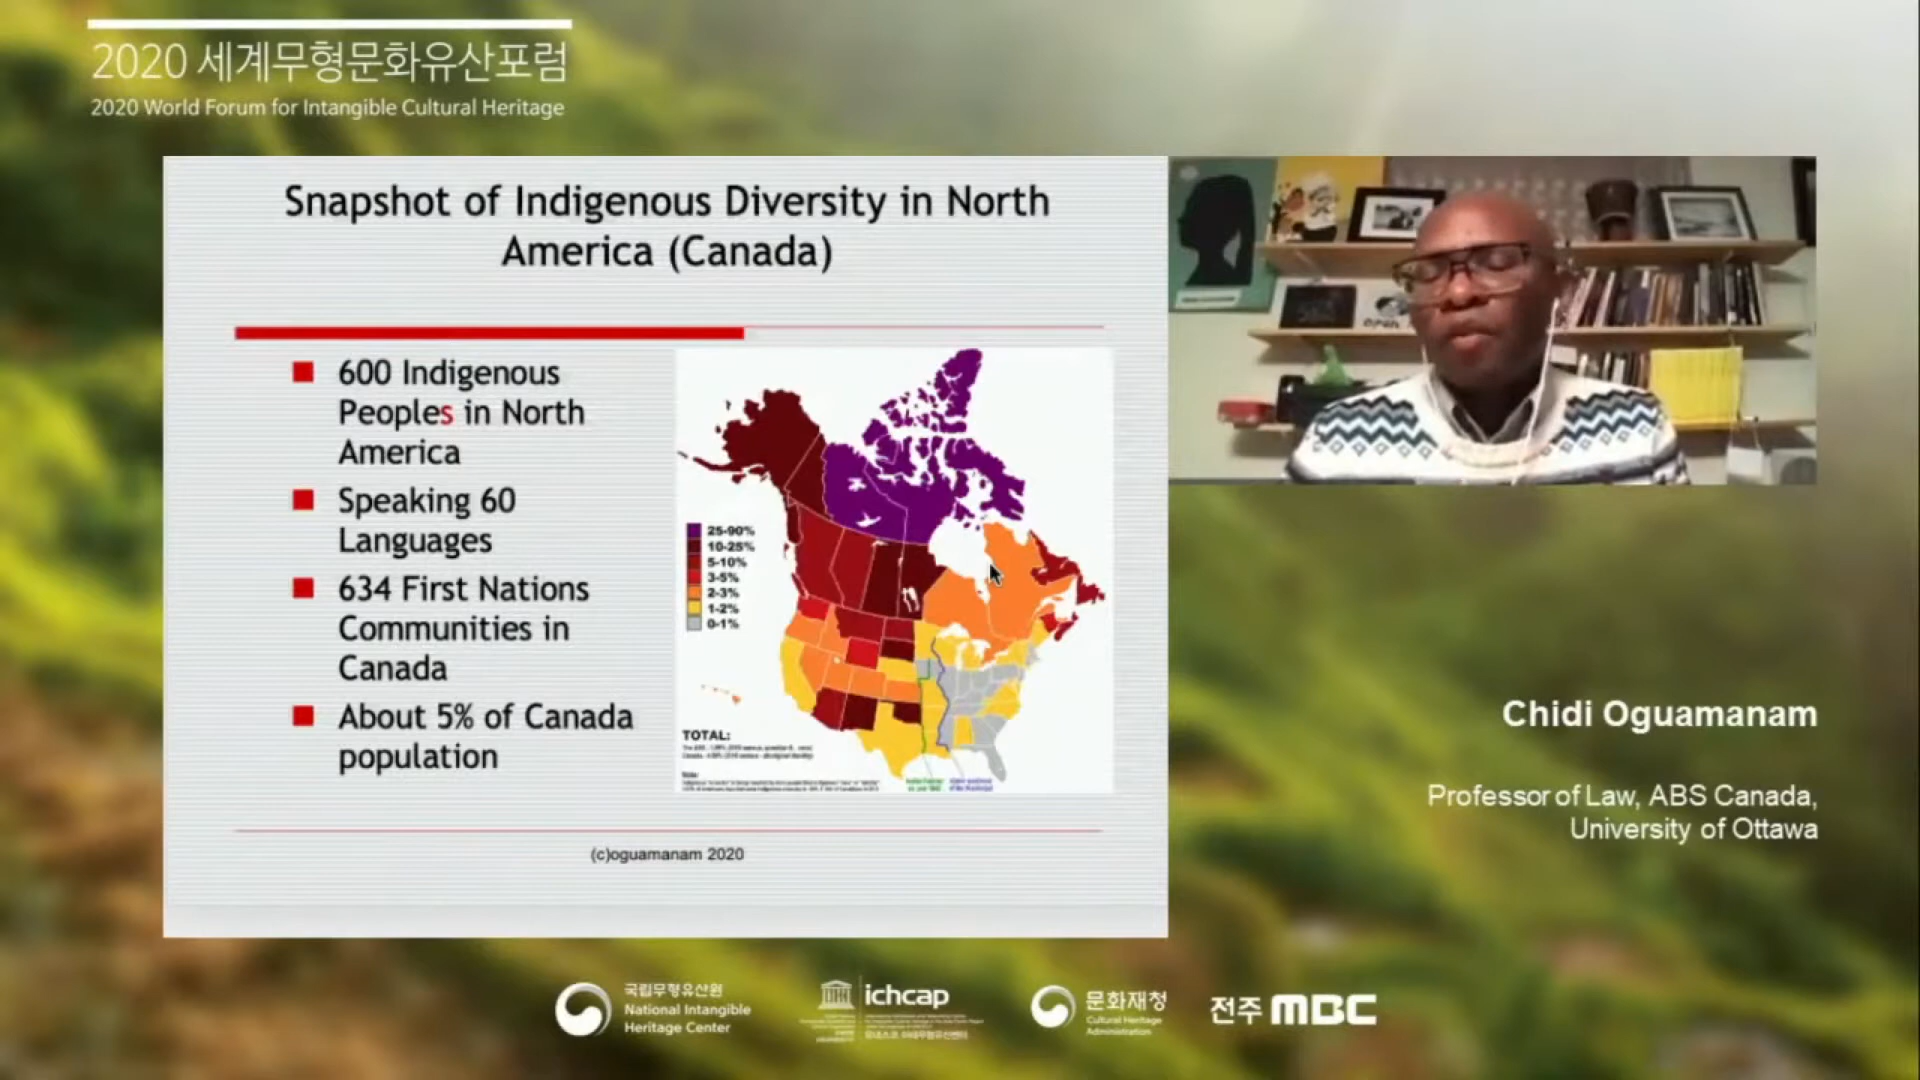 2020 세계무형문화유산포럼
2020 World Forum for Intangible Cultural Heritage
Snapshot of Indigenous Diversity in North
America (Canada)
600 Indigenous
Peoples in North
America
Speaking 60
Languages
634 First Nations
Communities in
Canada
About 5% of Canada
population
25-90%
10-25%
5-10%
3-5%
2-3%
1-2%
0-1%
TOTAL:
(c)oguamanam 2020
open
Chidi Oguamanam
Professor of Law, ABS Canada,
University of Ottawa
국립무형유산원
National Intangible
Heritage Center
ichcap
문화재청
Cultural Heritage
Administration
전주 MBC